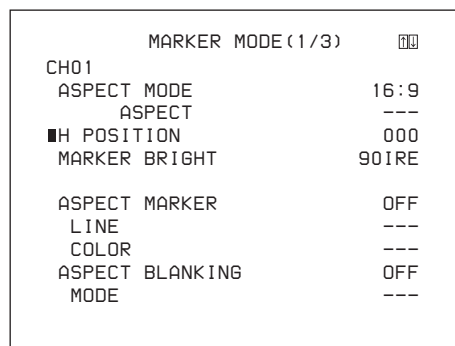 MARKER MODE(1/3) ↑↓
CH01
ASPECT MODE 16:9
ASPECT ---
■H POSITION 000
MARKER BRIGHT 90IRE
ASPECT MARKER OFF
LINE ---
COLOR ---
ASPECT BLANKING OFF
MODE ---